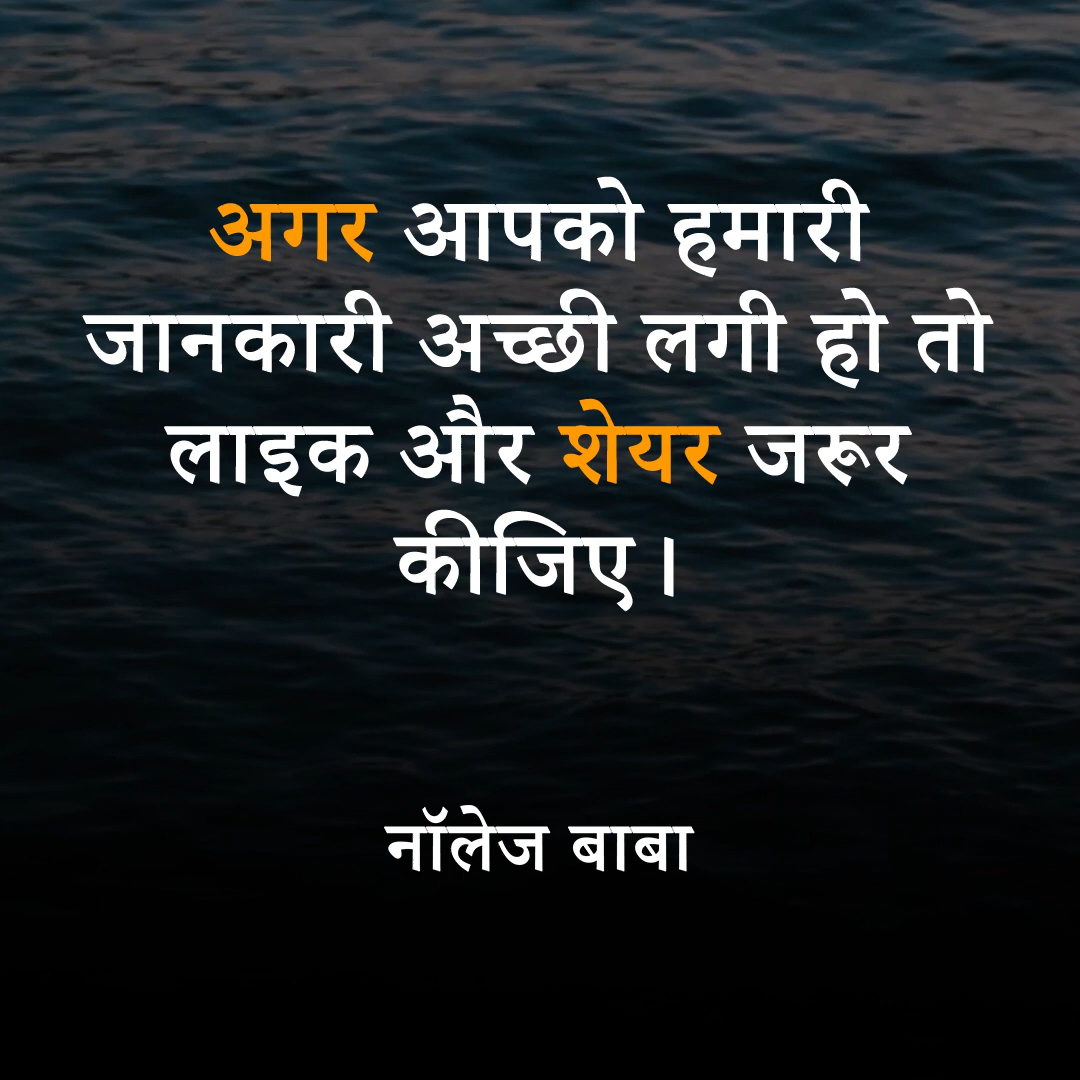 अगर आपको हमारी
जानकारी अच्छी लगी हो तो
लाइक और शेयर जरूर
कीजिए।
नॉलेज बाबा